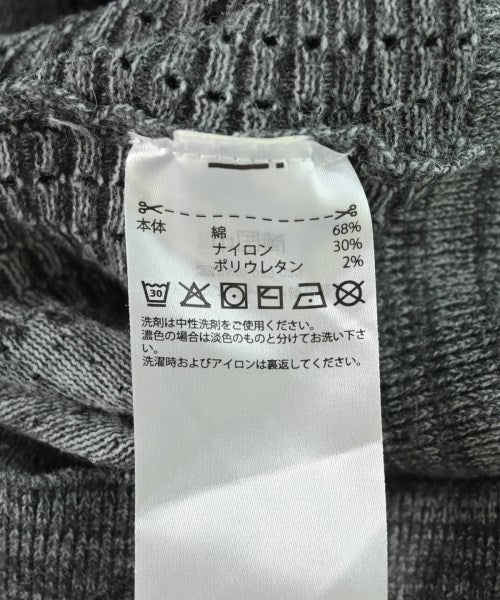 本体 綿 68%
ナイロン 30%
ポリウレタン 2%
30
洗剤は中性洗剤をご使用ください。
濃色の場合は淡色のものと分けてお洗い下さい。
洗濯時およびアイロンは裏返してください。